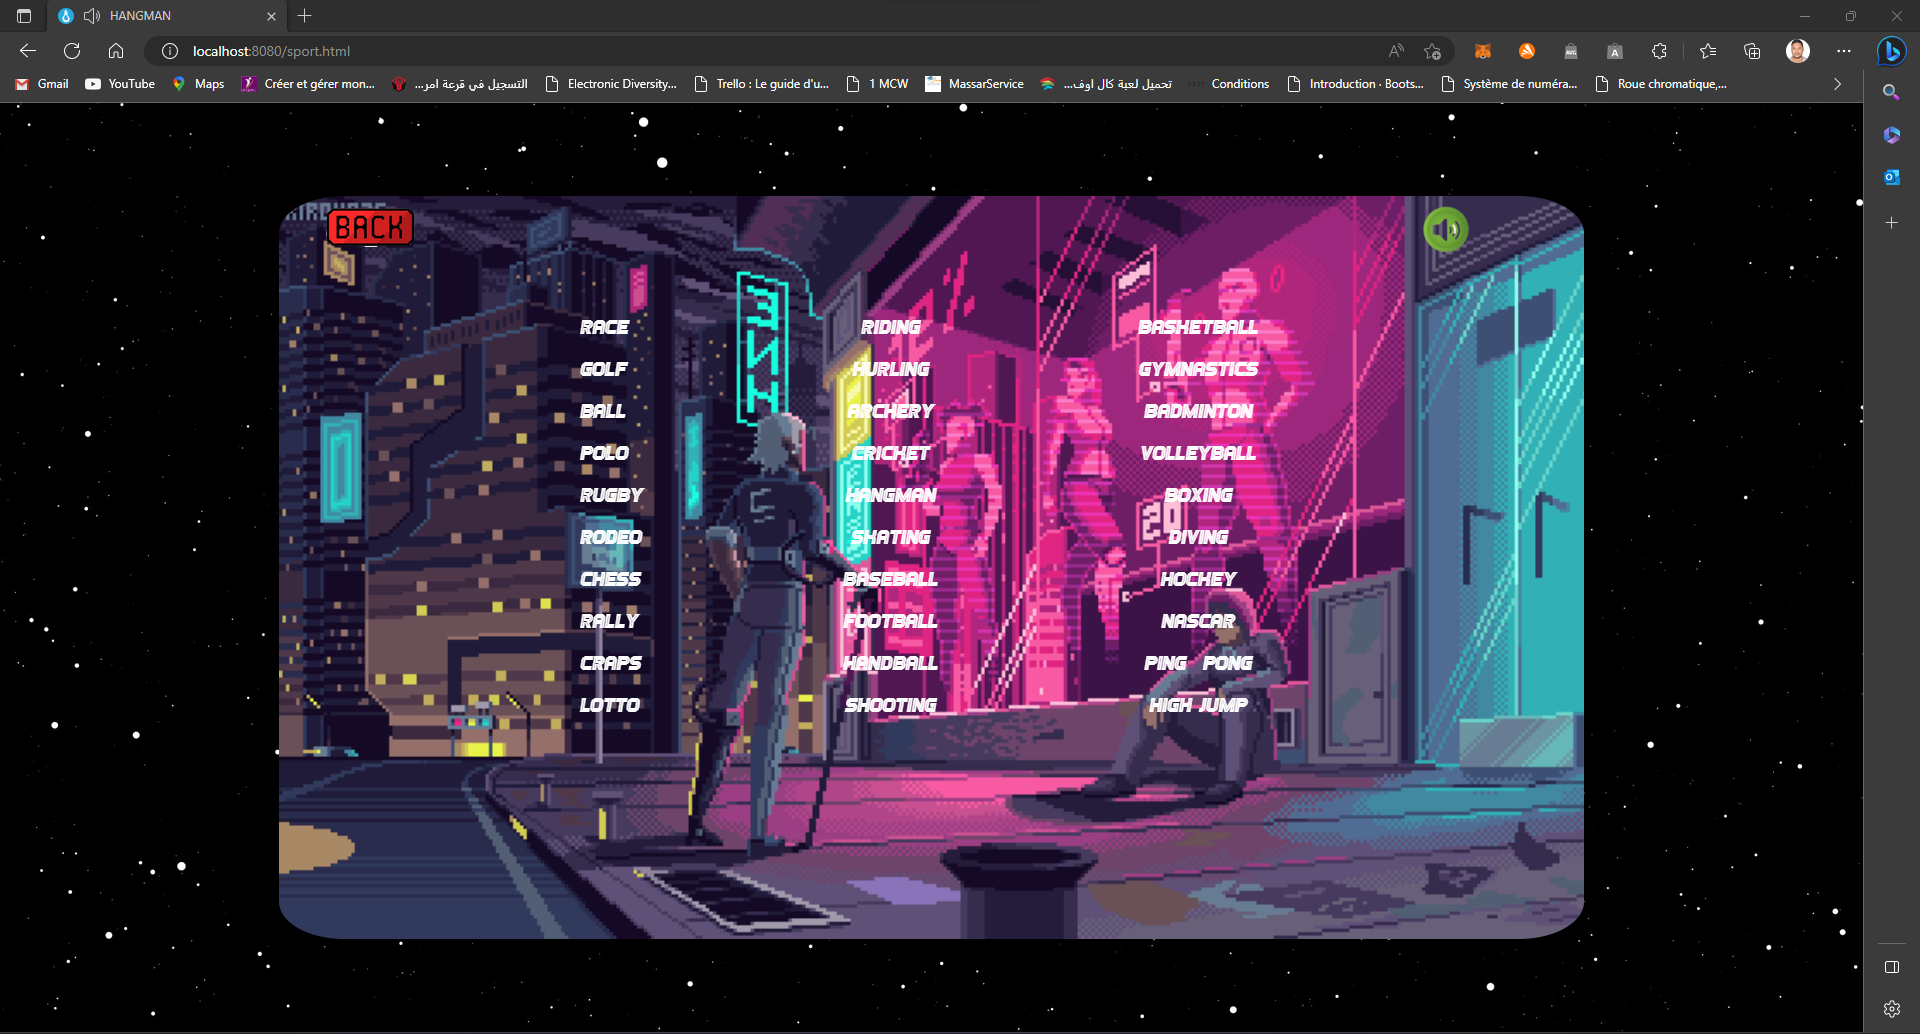 HANGMAN
localhost:8080/sport.html
Gmail
YouTube
Maps
Créer et gérer mon...
التسجيل في قرعة امر...
Electronic Diversity...
Trello : Le guide d'u...
1 MCW
MassarService
تحميل لعبة كال اوف...
Conditions
Introduction · Boots...
Système de numéra...
Roue chromatique,...
BACK
RACE
GOLF
BALL
POLO
RUGBY
RODEO
CHESS
RALLY
CRAPS
LOTTO
RIDING
HURLING
ARCHERY
CRICKET
HANGMAN
SKATING
BASEBALL
FOOTBALL
HANDBALL
SHOOTING
BASKETBALL
GYMNASTICS
BADMINTON
VOLLEYBALL
BOXING
DIVING
HOCKEY
NASCAR
PING PONG
HIGH JUMP